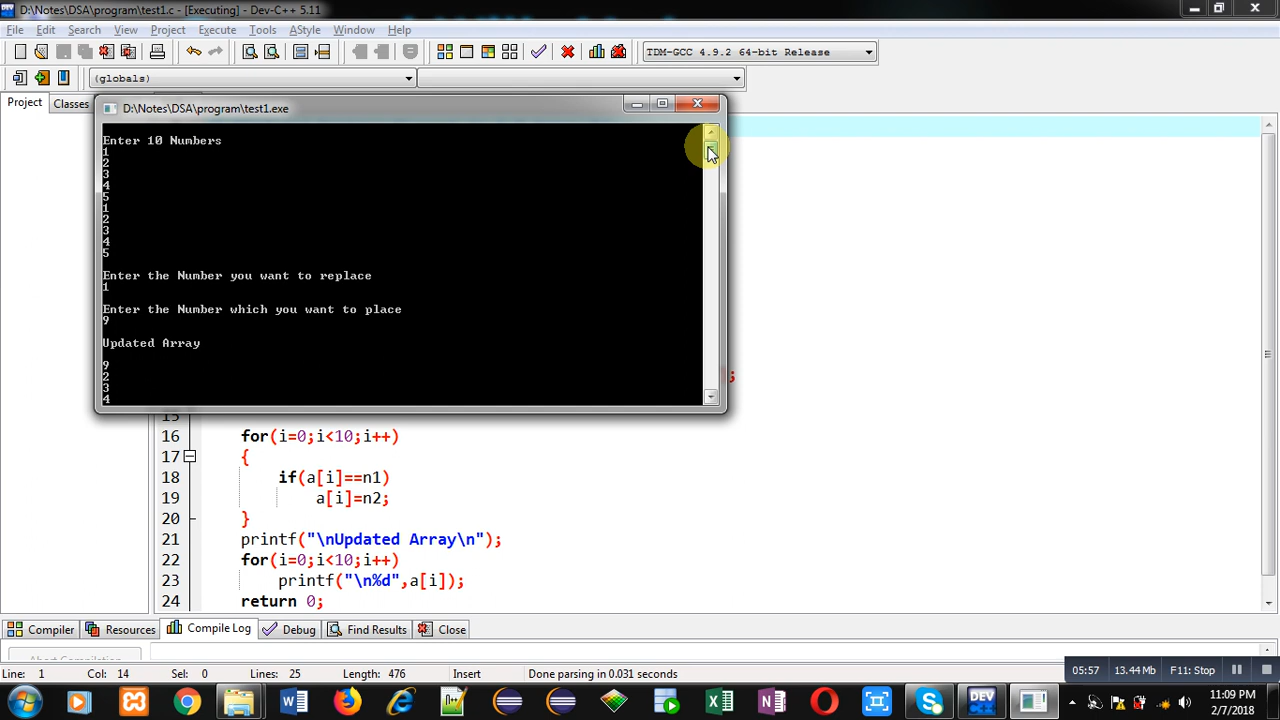 D:\Notes\DSA\program\test1.c - [Executing] - Dev-C++ 5.11
File Edit Search View Project Execute Tools AStyle Window Help
TDM-GCC 4.9.2 64-bit Release
(globals)
Project Classes
D:\Notes\DSA\program\test1.exe
Enter 10 Numbers
1
2
3
4
5
1
2
3
4
5
Enter the Number you want to replace
1
Enter the Number which you want to place
9
Updated Array
9
2
3
4
;
15
16 for(i=0;i<10;i++)
17 {
18 if(a[i]==n1)
19 a[i]=n2;
20 }
21 printf("\nUpdated Array\n");
22 for(i=0;i<10;i++)
23 printf("\n%d",a[i]);
24 return 0;
Compiler Resources Compile Log Debug Find Results Close
Abort Compilation
Line: 1 Col: 14 Sel: 0 Lines: 25 Length: 476 Insert Done parsing in 0.031 seconds
05:57 13.44 Mb F11: Stop
11:09 PM
2/7/2018